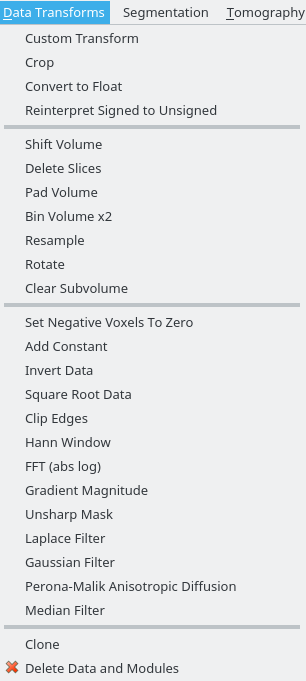 Data Transforms Segmentation Tomography
Custom Transform
Crop
Convert to Float
Reinterpret Signed to Unsigned
Shift Volume
Delete Slices
Pad Volume
Bin Volume x2
Resample
Rotate
Clear Subvolume
Set Negative Voxels To Zero
Add Constant
Invert Data
Square Root Data
Clip Edges
Hann Window
FFT (abs log)
Gradient Magnitude
Unsharp Mask
Laplace Filter
Gaussian Filter
Perona-Malik Anisotropic Diffusion
Median Filter
Clone
Delete Data and Modules